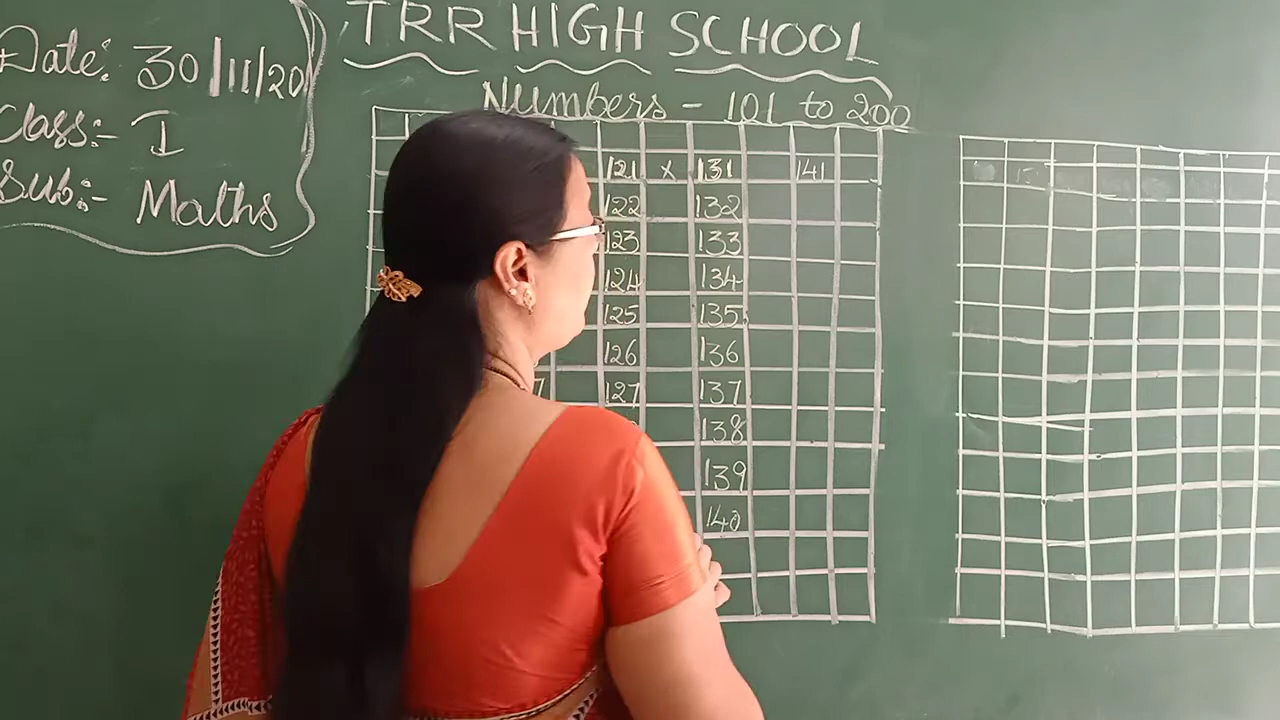 TRR HIGH SCHOOL
Date: 30/11/20
Class:- I
Sub:- Maths
Numbers - 101 to 200
121 x 131 141
122 132
123 133
124 134
125 135
126 136
7 127 137
138
139
140